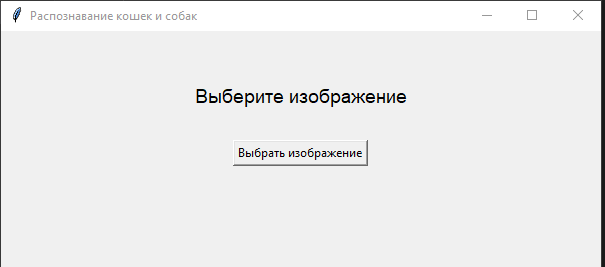 Распознавание кошек и собак
Выберите изображение
Выбрать изображение